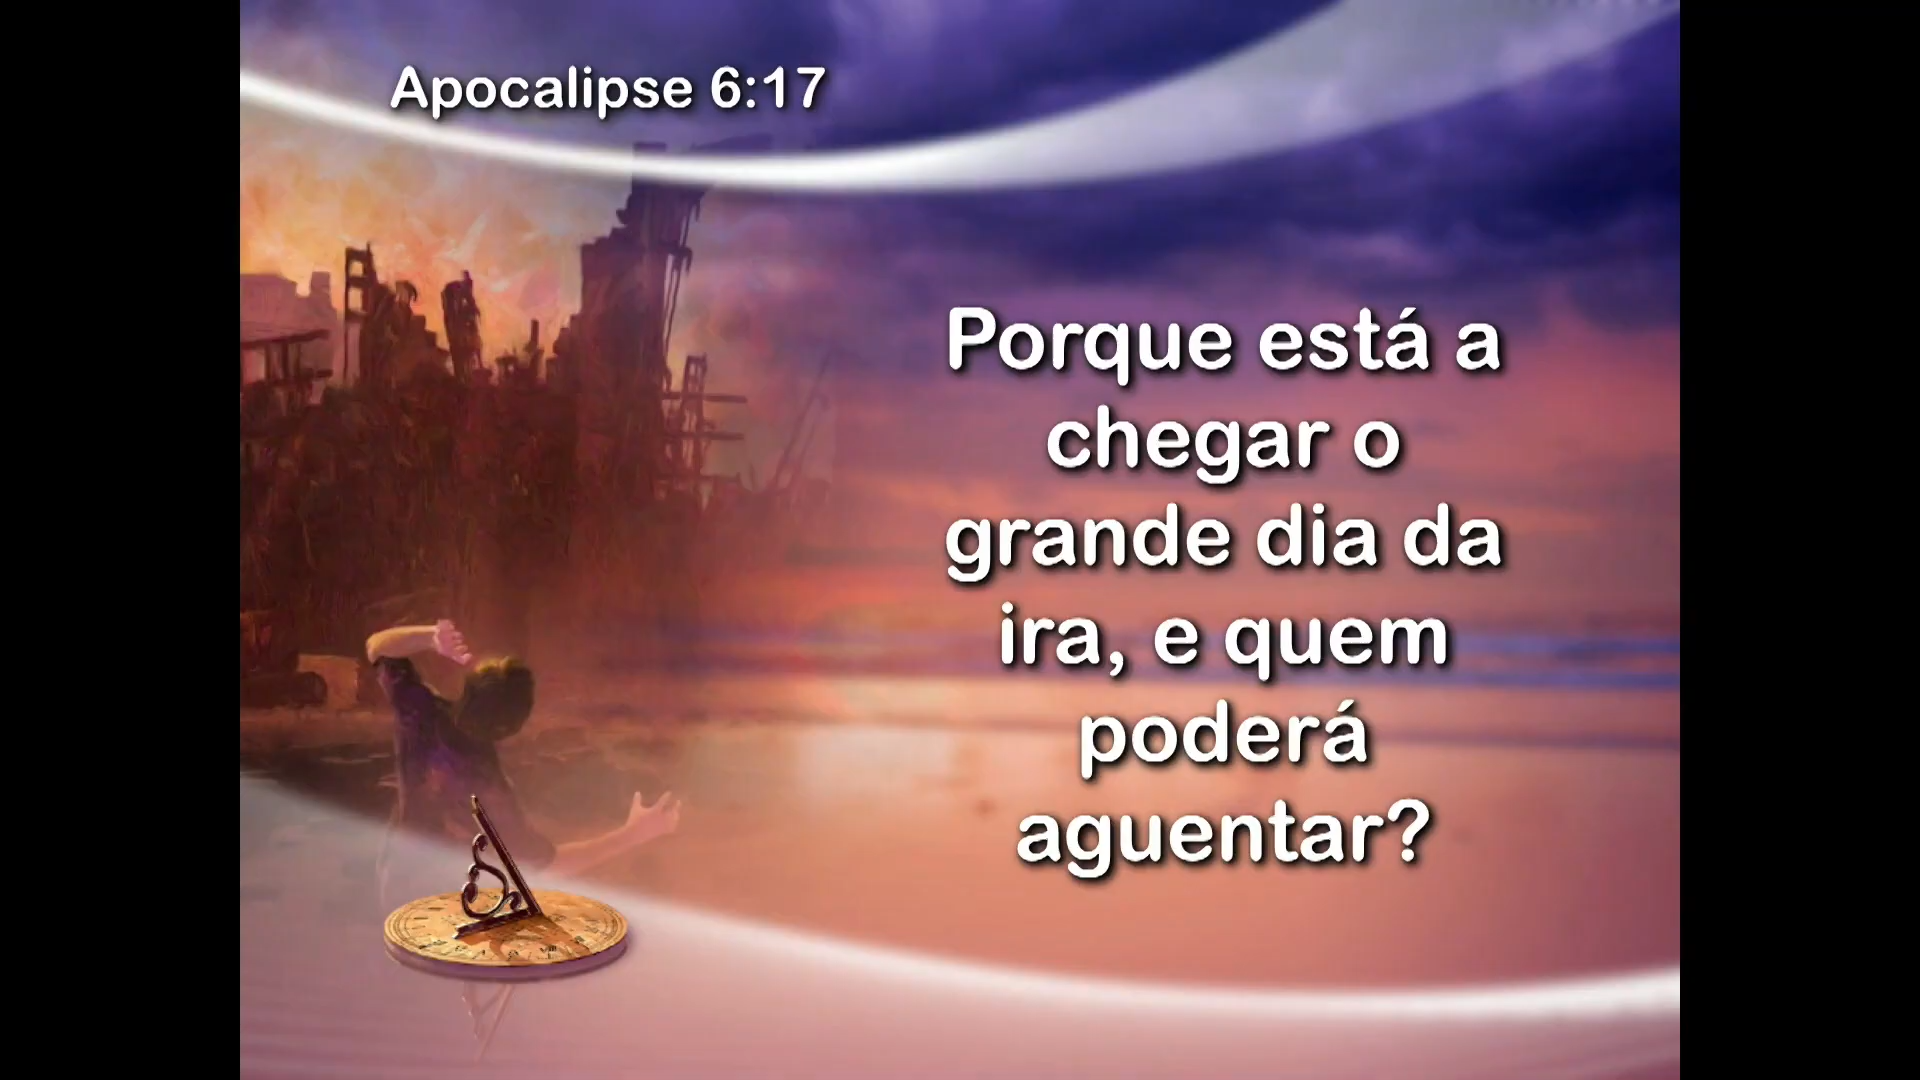 Apocalipse 6:17
Porque está a
chegar o
grande dia da
ira, e quem
poderá
aguentar?